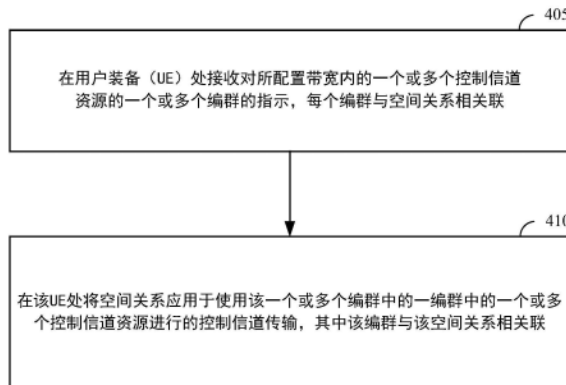 405
在用户装备（UE）处接收对所配置带宽内的一个或多个控制信道
资源的一个或多个编群的指示，每个编群与空间关系相关联
410
在该UE处将空间关系应用于使用该一个或多个编群中的一编群中的一个或多
个控制信道资源进行的控制信道传输，其中该编群与该空间关系相关联